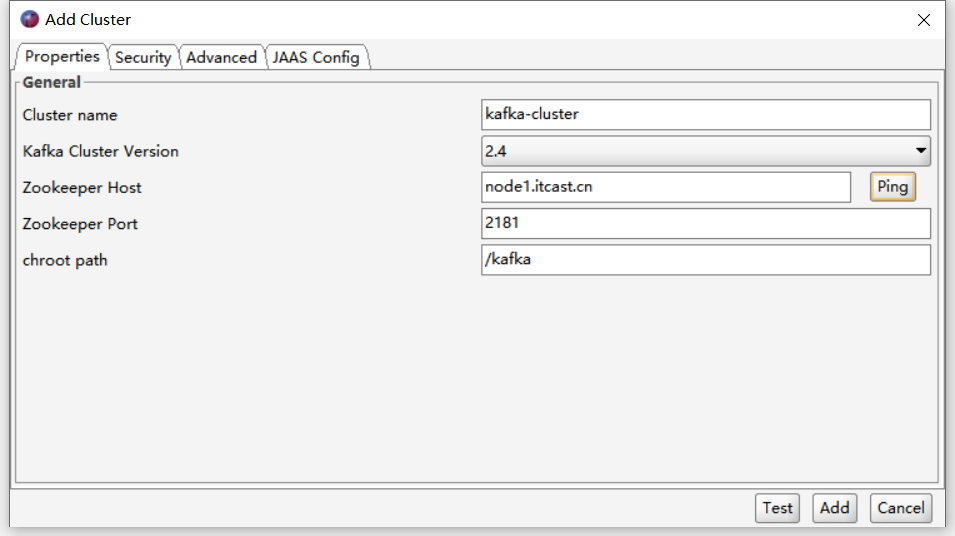 Add Cluster
Properties Security Advanced JAAS Config
General
Cluster name kafka-cluster
Kafka Cluster Version 2.4
Zookeeper Host node1.itcast.cn Ping
Zookeeper Port 2181
chroot path /kafka
Test Add Cancel